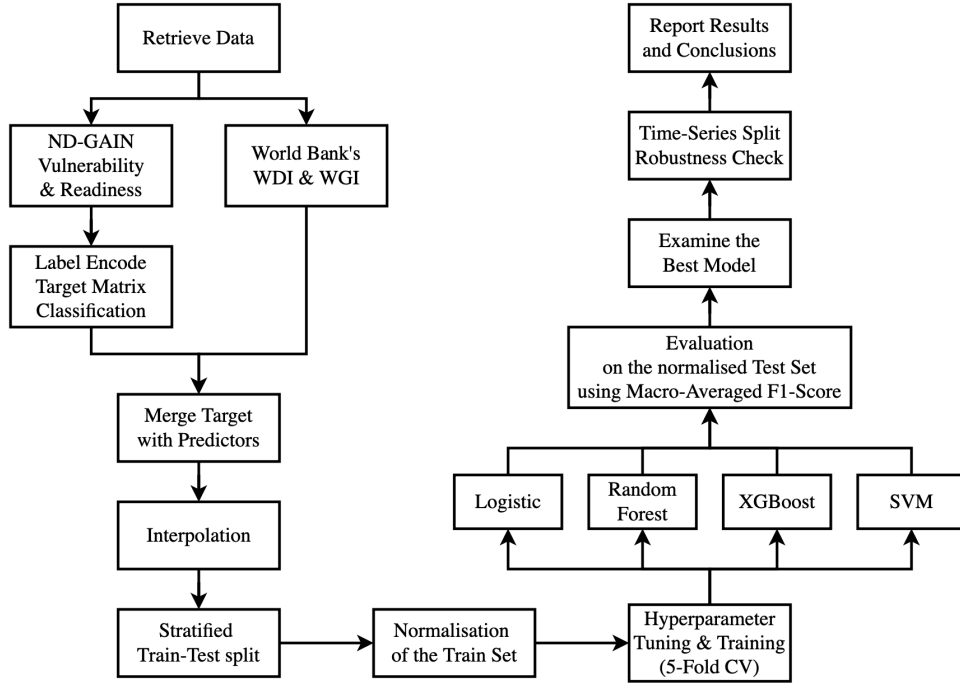 Retrieve Data
ND-GAIN
Vulnerability
& Readiness
World Bank's
WDI & WGI
Label Encode
Target Matrix
Classification
Merge Target
with Predictors
Interpolation
Stratified
Train-Test split
Normalisation
of the Train Set
Hyperparameter
Tuning & Training
(5-Fold CV)
Logistic
Random
Forest
XGBoost
SVM
Evaluation
on the normalised Test Set
using Macro-Averaged F1-Score
Examine the
Best Model
Time-Series Split
Robustness Check
Report Results
and Conclusions